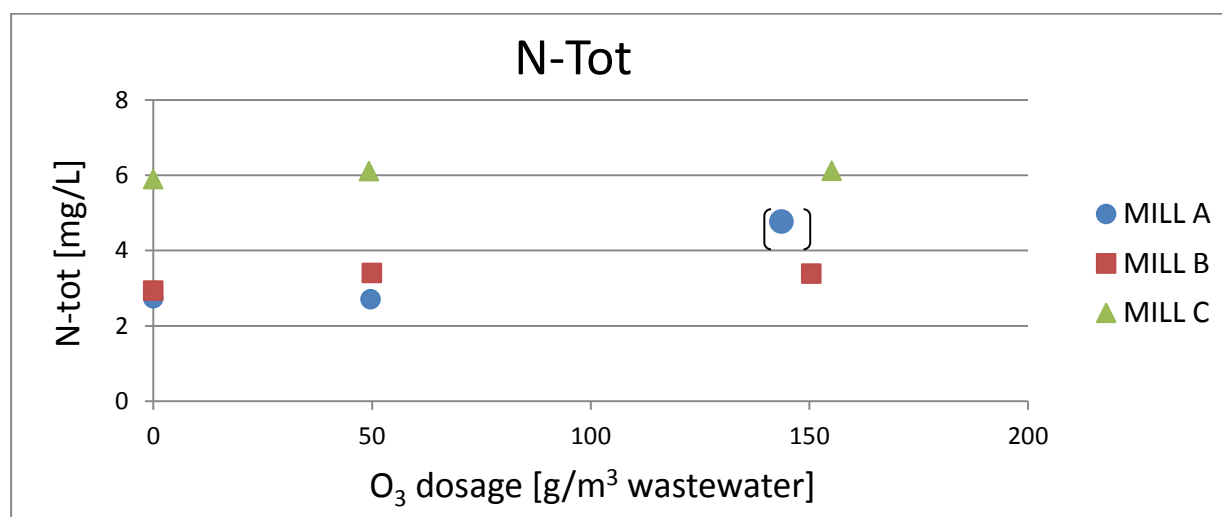 N-Tot
8
6
4
2
0
N-tot [mg/L]
0 50 100 150 200
O₃ dosage [g/m³ wastewater]
MILL A
MILL B
MILL C